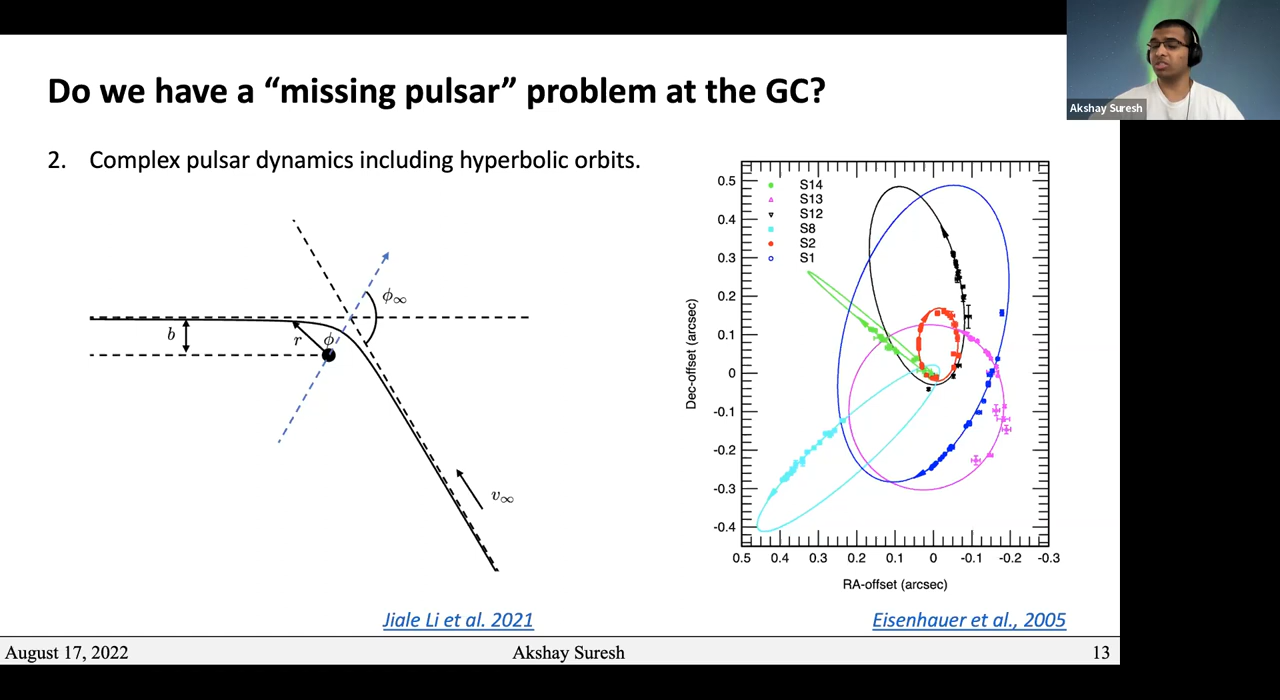 Do we have a “missing pulsar” problem at the GC?
Akshay Suresh
2. Complex pulsar dynamics including hyperbolic orbits.
ϕ∞
b
r
ϕ
v∞
S14
S13
S12
S8
S2
S1
0.5
0.4
0.3
0.2
0.1
0
-0.1
-0.2
-0.3
-0.4
Dec-offset (arcsec)
0.5 0.4 0.3 0.2 0.1 0 -0.1 -0.2 -0.3
RA-offset (arcsec)
Jiale Li et al. 2021
Eisenhauer et al., 2005
August 17, 2022
Akshay Suresh
13